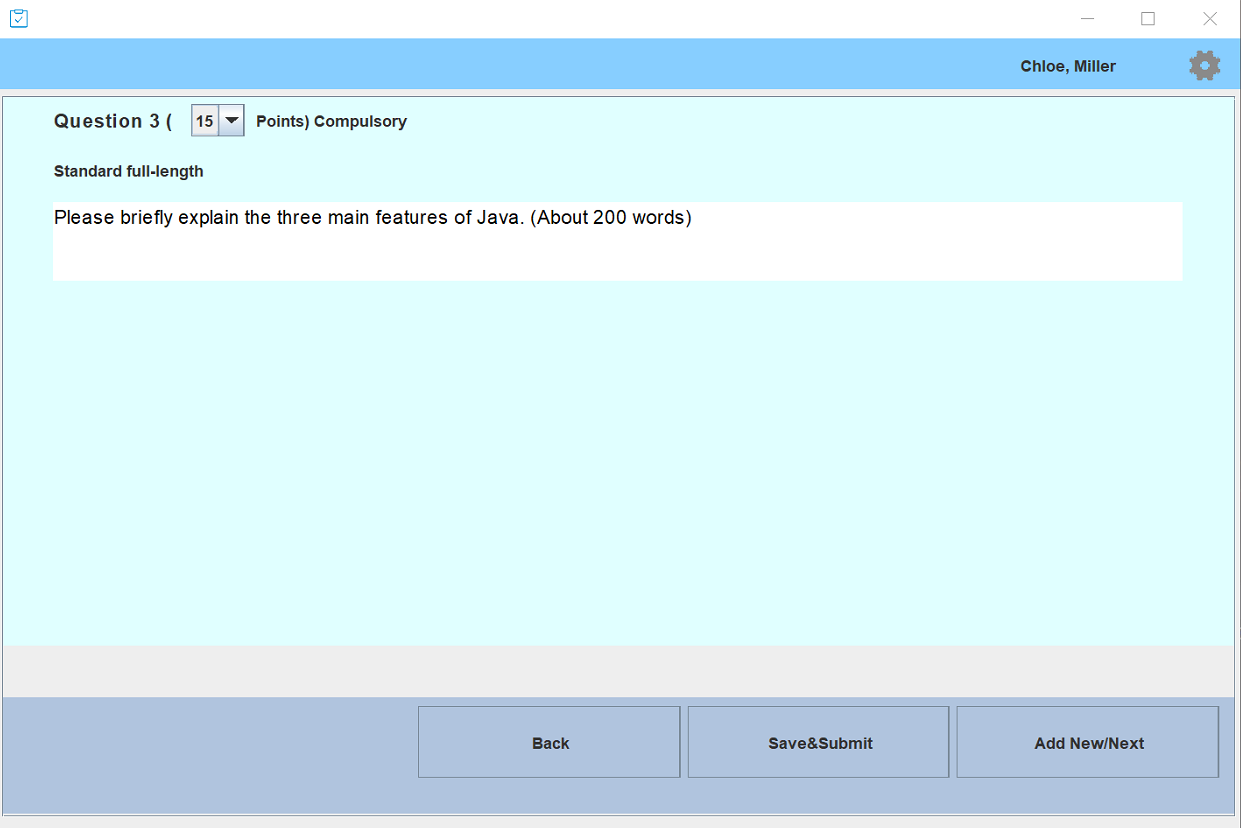 Chloe, Miller
Question 3 ( 15 Points) Compulsory
Standard full-length
Please briefly explain the three main features of Java. (About 200 words)
Back Save&Submit Add New/Next